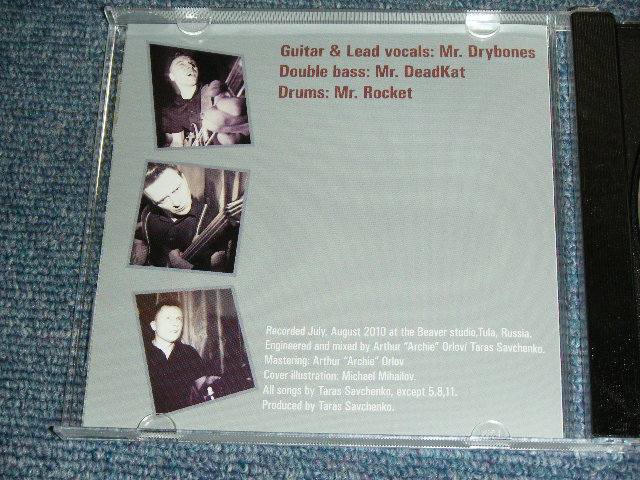 Guitar & Lead vocals: Mr. Drybones
Double bass: Mr. DeadKat
Drums: Mr. Rocket
Recorded July, August 2010 at the Beaver studio,Tula, Russia.
Engineered and mixed by Arthur "Archie" Orlov/ Taras Savchenko.
Mastering: Arthur "Archie" Orlov
Cover illustration: Michael Mihailov.
All songs by Taras Savchenko, except 5,8,11.
Produced by Taras Savchenko.